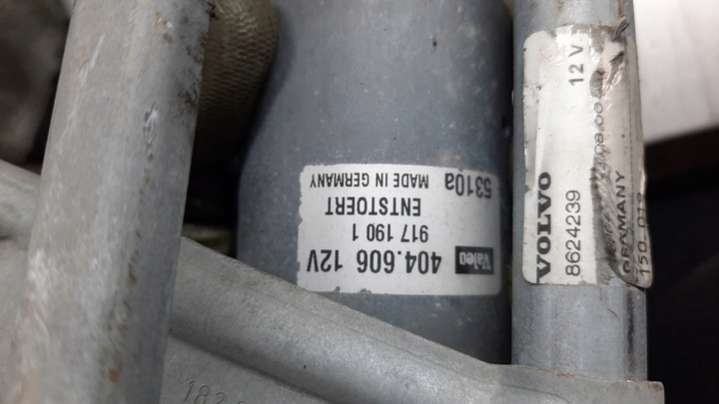 Valeo 404.606 12V
917 190 1
ENTSTOERT
5310a MADE IN GERMANY
VOLVO
8624239
12 V
GERMANY